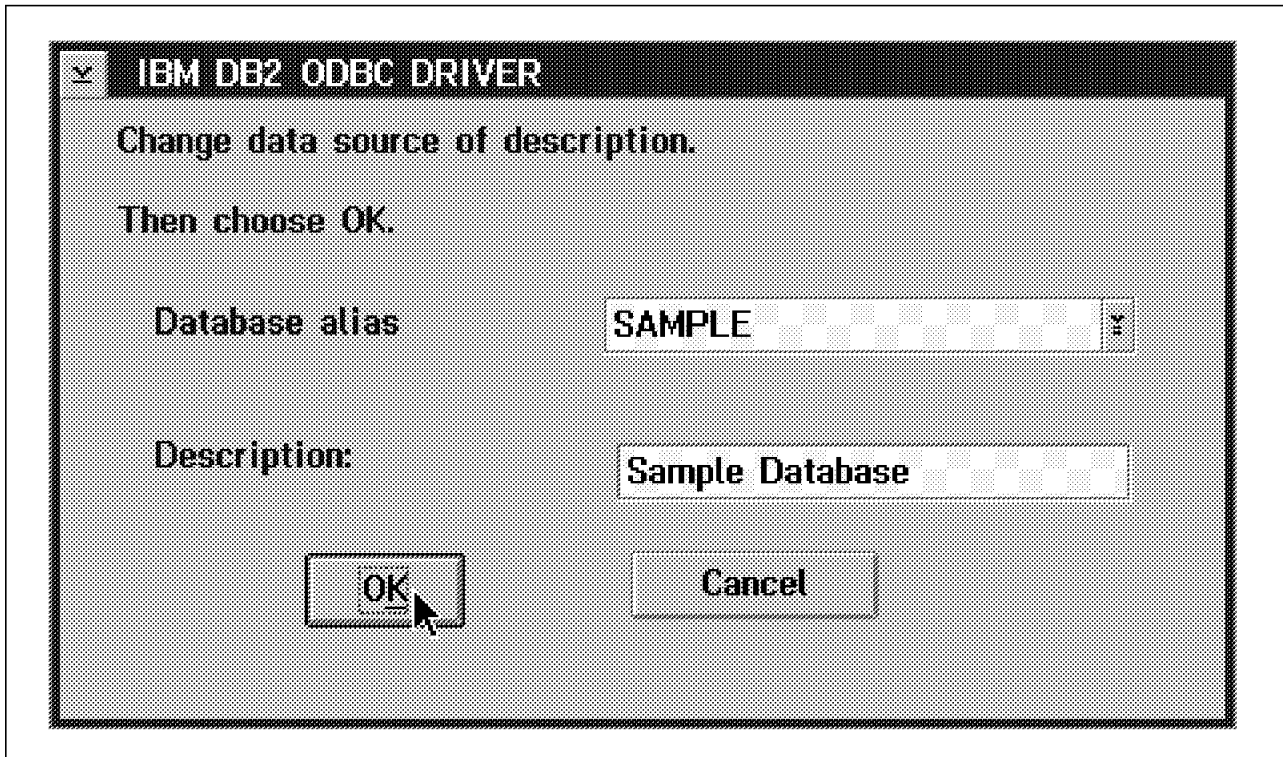 IBM DB2 ODBC DRIVER
Change data source of description.
Then choose OK.
Database alias SAMPLE
Description: Sample Database
OK Cancel